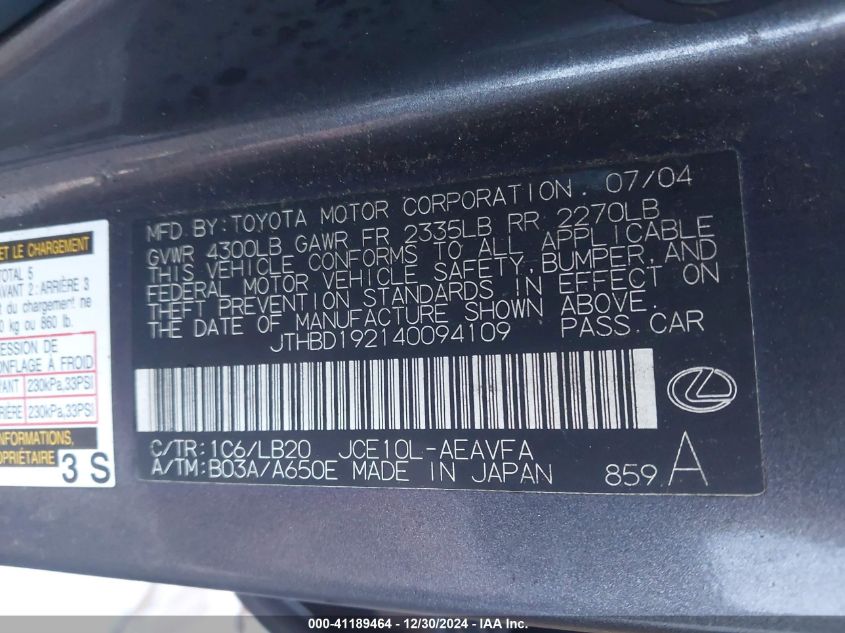 ET LE CHARGEMENT
TOTAL 5
IVANT 2: ARRIÈRE 3
du chargement ne
kg ou 860 lb.
ESSION DE
ONFLAGE À FROID
ANT 230kPa,33PSI
RIÈRE 230kPa,33PSI
INFORMATIONS,
OPRIÉTAIRE
3 S
MFD. BY: TOYOTA MOTOR CORPORATION. 07/04
GVWR 4300LB GAWR FR 2335LB RR 2270LB
THIS VEHICLE CONFORMS TO ALL APPLICABLE
FEDERAL MOTOR VEHICLE SAFETY, BUMPER, AND
THEFT PREVENTION STANDARDS IN EFFECT ON
THE DATE OF MANUFACTURE SHOWN ABOVE.
JTHBD192140094109 PASS. CAR
C/TR: 1C6/LB20 JCE10L-AEAVFA
A/TM: B03A/A650E MADE IN JAPAN
859 A
000-41189464 - 12/30/2024 - IAA Inc.